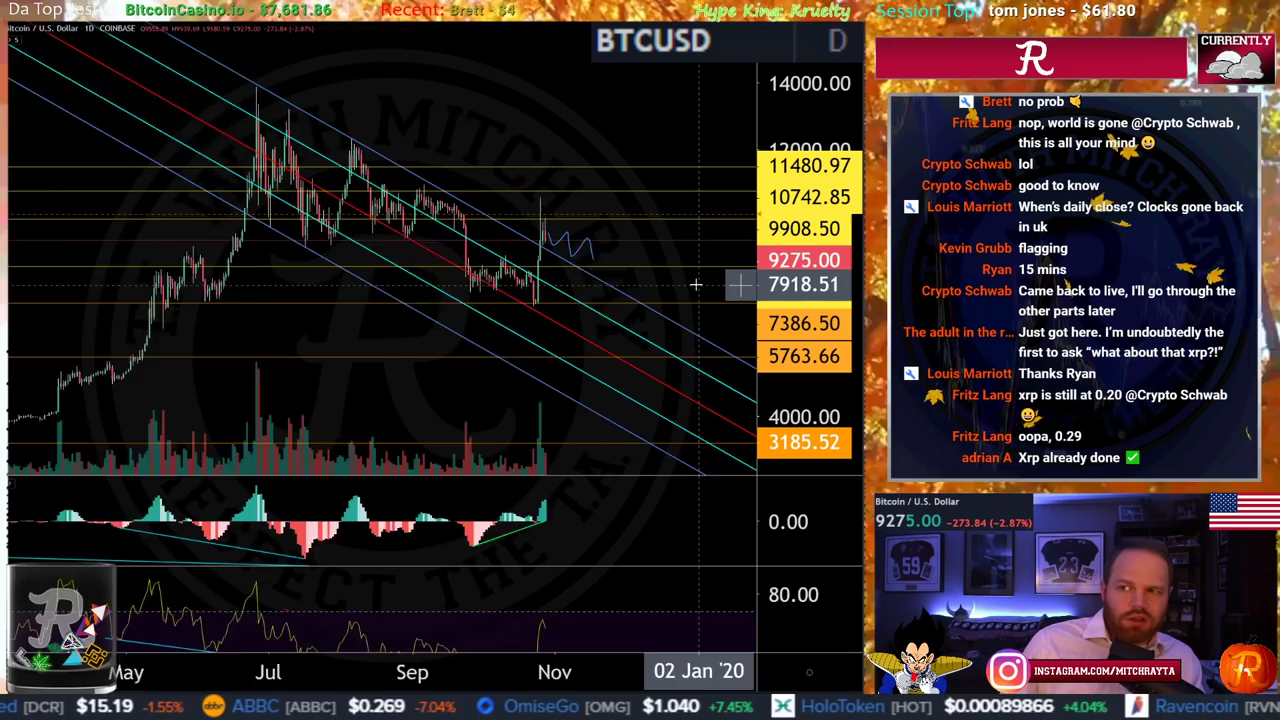 Da Top Jest
BitcoinCasino.io - $7,681.86
Recent: Brett - $4
Hype King: Kruelty
Session Top: tom jones - $61.80
Bitcoin / U.S. Dollar 1D COINBASE
BTCUSD D
14000.00
12000.00
11480.97
10742.85
9908.50
9275.00
7918.51
7386.50
5763.66
4000.00
3185.52
0.00
80.00
May Jul Sep Nov 02 Jan '20
R
CURRENTLY
Brett no prob
Fritz Lang nop, world is gone @Crypto Schwab ,
this is all your mind
Crypto Schwab lol
Crypto Schwab good to know
Louis Marriott When's daily close? Clocks gone back
in uk
Kevin Grubb flagging
Ryan 15 mins
Crypto Schwab Came back to live, I'll go through the
other parts later
The adult in the r... Just got here. I'm undoubtedly the
first to ask “what about that xrp?!”
Louis Marriott Thanks Ryan
Fritz Lang xrp is still at 0.20 @Crypto Schwab
Fritz Lang oopa, 0.29
adrian A Xrp already done
Bitcoin / U.S. Dollar
9275.00 -273.84 (-2.87%)
59
23
INSTAGRAM.COM/MITCHRAYTA
R
R
ed [DCR] $15.19 -1.55% ABBC [ABBC] $0.269 -7.04% OmiseGo [OMG] $1.040 +7.45% HoloToken [HOT] $0.00089866 +4.04% Ravencoin [RVN